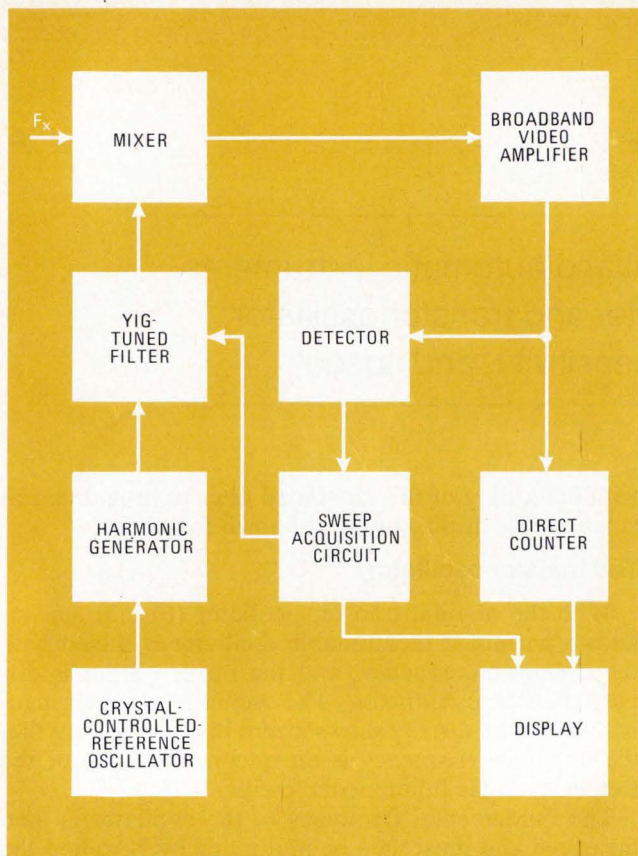 F_x
MIXER
BROADBAND
VIDEO
AMPLIFIER
YIG-
TUNED
FILTER
DETECTOR
HARMONIC
GENERATOR
SWEEP
ACQUISITION
CIRCUIT
DIRECT
COUNTER
CRYSTAL-
CONTROLLED-
REFERENCE
OSCILLATOR
DISPLAY